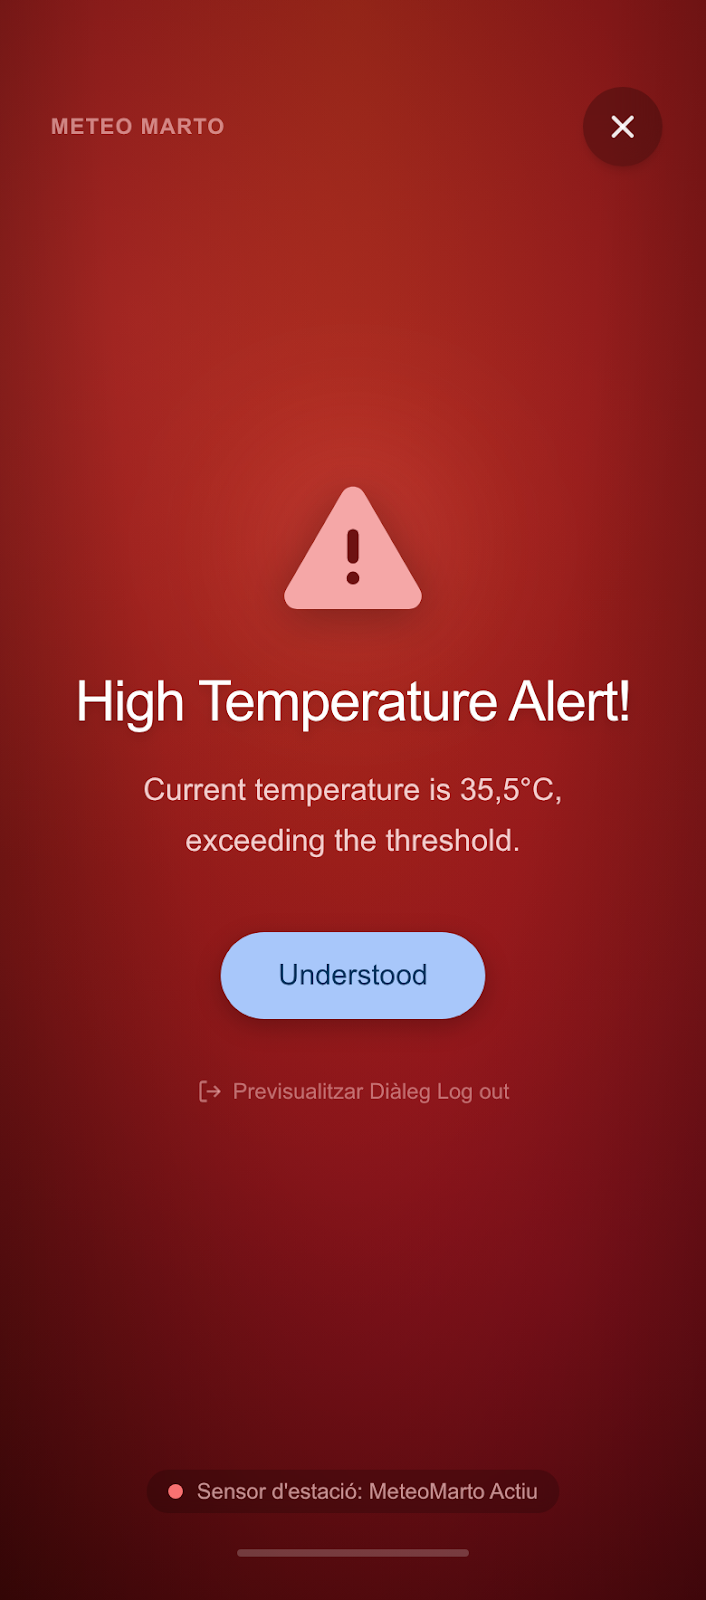 METEO MARTO
High Temperature Alert!
Current temperature is 35,5°C,
exceeding the threshold.
Understood
Previsualitzar Diàleg Log out
Sensor d'estació: MeteoMarto Actiu